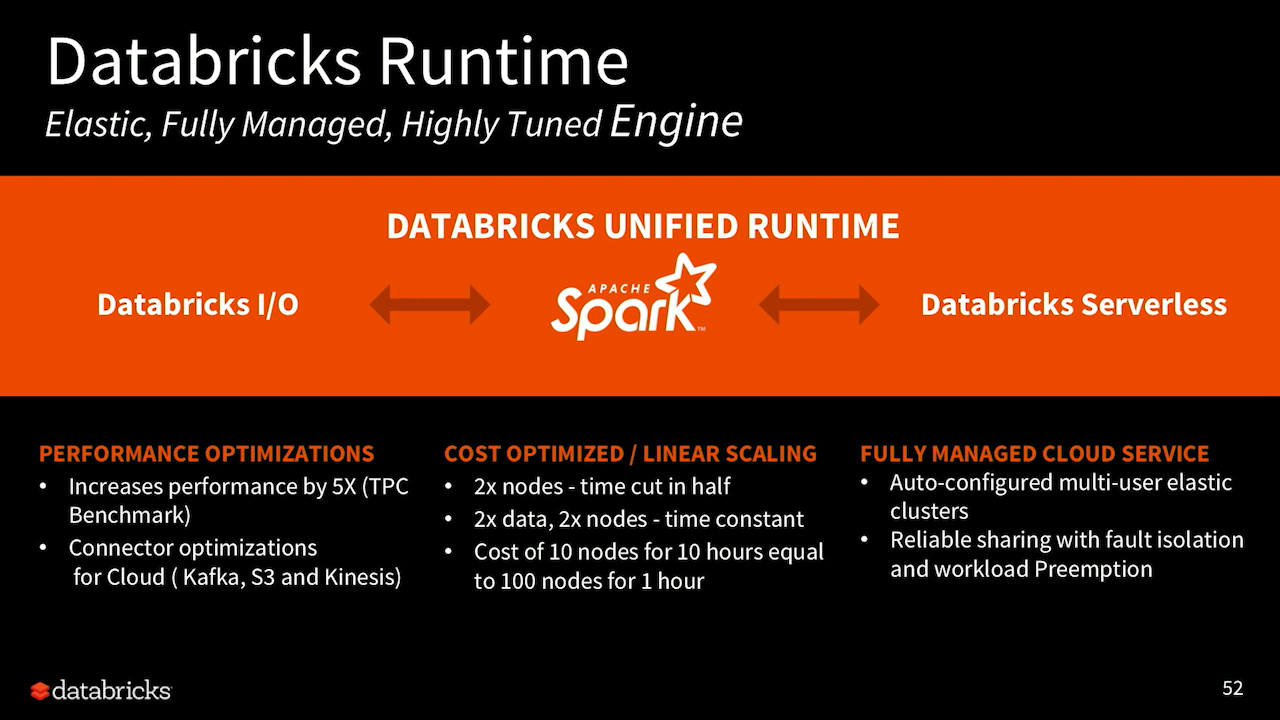 Databricks Runtime
Elastic, Fully Managed, Highly Tuned Engine
DATABRICKS UNIFIED RUNTIME
Databricks I/O
APACHE
Spark™
Databricks Serverless
PERFORMANCE OPTIMIZATIONS
• Increases performance by 5X (TPC
Benchmark)
• Connector optimizations
for Cloud ( Kafka, S3 and Kinesis)
COST OPTIMIZED / LINEAR SCALING
• 2x nodes - time cut in half
• 2x data, 2x nodes - time constant
• Cost of 10 nodes for 10 hours equal
to 100 nodes for 1 hour
FULLY MANAGED CLOUD SERVICE
• Auto-configured multi-user elastic
clusters
• Reliable sharing with fault isolation
and workload Preemption
databricks
52